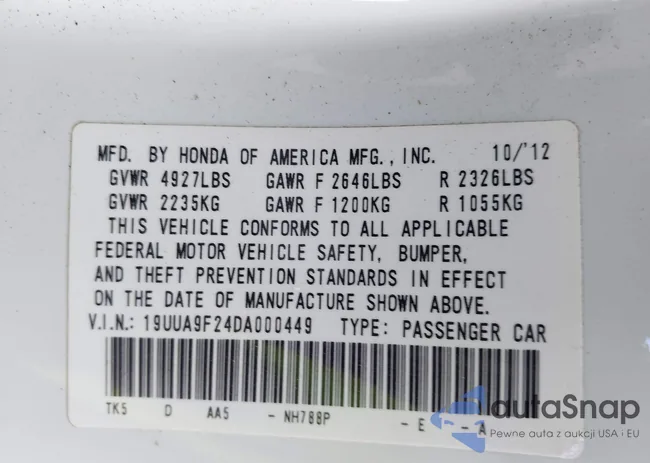 MFD. BY HONDA OF AMERICA MFG., INC. 10/'12
GVWR 4927LBS GAWR F 2646LBS R 2326LBS
GVWR 2235KG GAWR F 1200KG R 1055KG
THIS VEHICLE CONFORMS TO ALL APPLICABLE
FEDERAL MOTOR VEHICLE SAFETY, BUMPER,
AND THEFT PREVENTION STANDARDS IN EFFECT
ON THE DATE OF MANUFACTURE SHOWN ABOVE.
V.I.N.: 19UUA9F24DA000449 TYPE: PASSENGER CAR
TK5 D AA5 - NH788P - E - A
autaSnap
Pewne auta z aukcji USA i EU